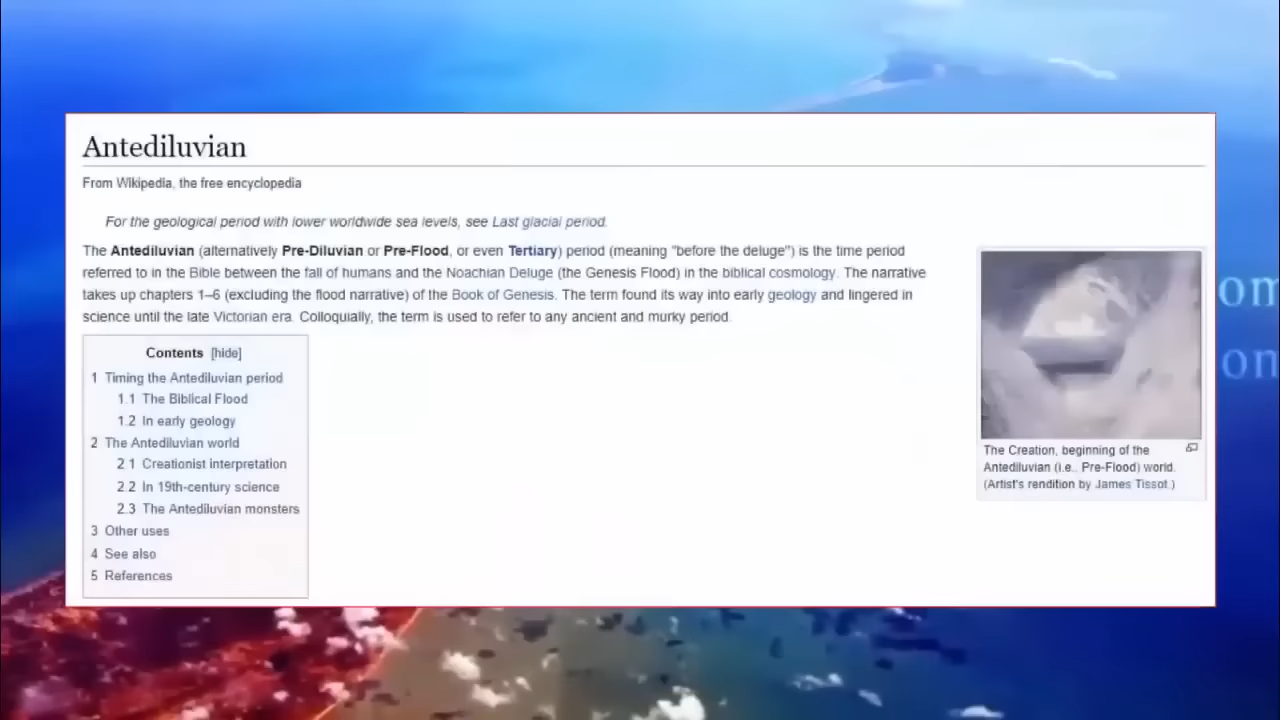 Antediluvian
From Wikipedia, the free encyclopedia
For the geological period with lower worldwide sea levels, see Last glacial period.
The Antediluvian (alternatively Pre-Diluvian or Pre-Flood, or even Tertiary) period (meaning "before the deluge") is the time period
referred to in the Bible between the fall of humans and the Noachian Deluge (the Genesis Flood) in the biblical cosmology. The narrative
takes up chapters 1–6 (excluding the flood narrative) of the Book of Genesis. The term found its way into early geology and lingered in
science until the late Victorian era. Colloquially, the term is used to refer to any ancient and murky period.
Contents [hide]
1 Timing the Antediluvian period
1.1 The Biblical Flood
1.2 In early geology
2 The Antediluvian world
2.1 Creationist interpretation
2.2 In 19th-century science
2.3 The Antediluvian monsters
3 Other uses
4 See also
5 References
The Creation, beginning of the
Antediluvian (i.e., Pre-Flood) world.
(Artist's rendition by James Tissot.)
om
on